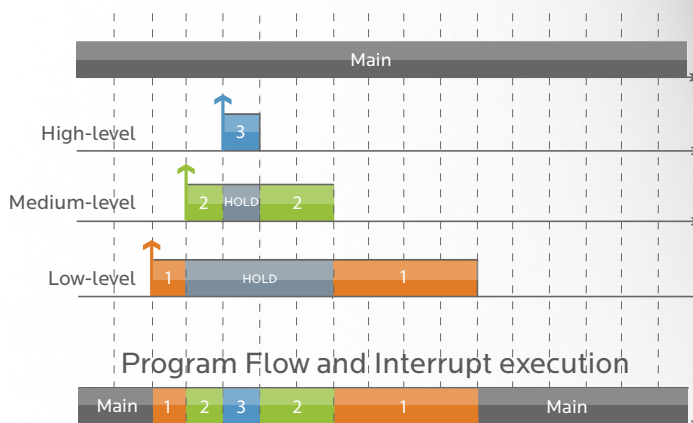 Main
High-level 3
Medium-level 2 HOLD 2
Low-level 1 HOLD 1
Program Flow and Interrupt execution
Main 1 2 3 2 1 Main